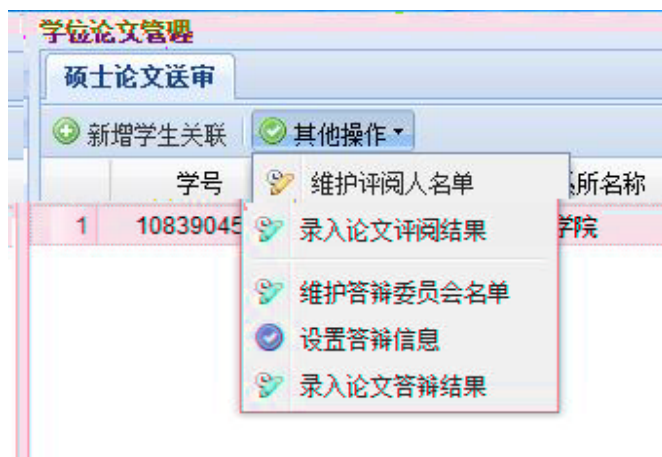 学位论文管理
硕士论文送审
新增学生关联 其他操作
学号 维护评阅人名单 所名称
1 10839045 录入论文评阅结果 学院
维护答辩委员会名单
设置答辩信息
录入论文答辩结果